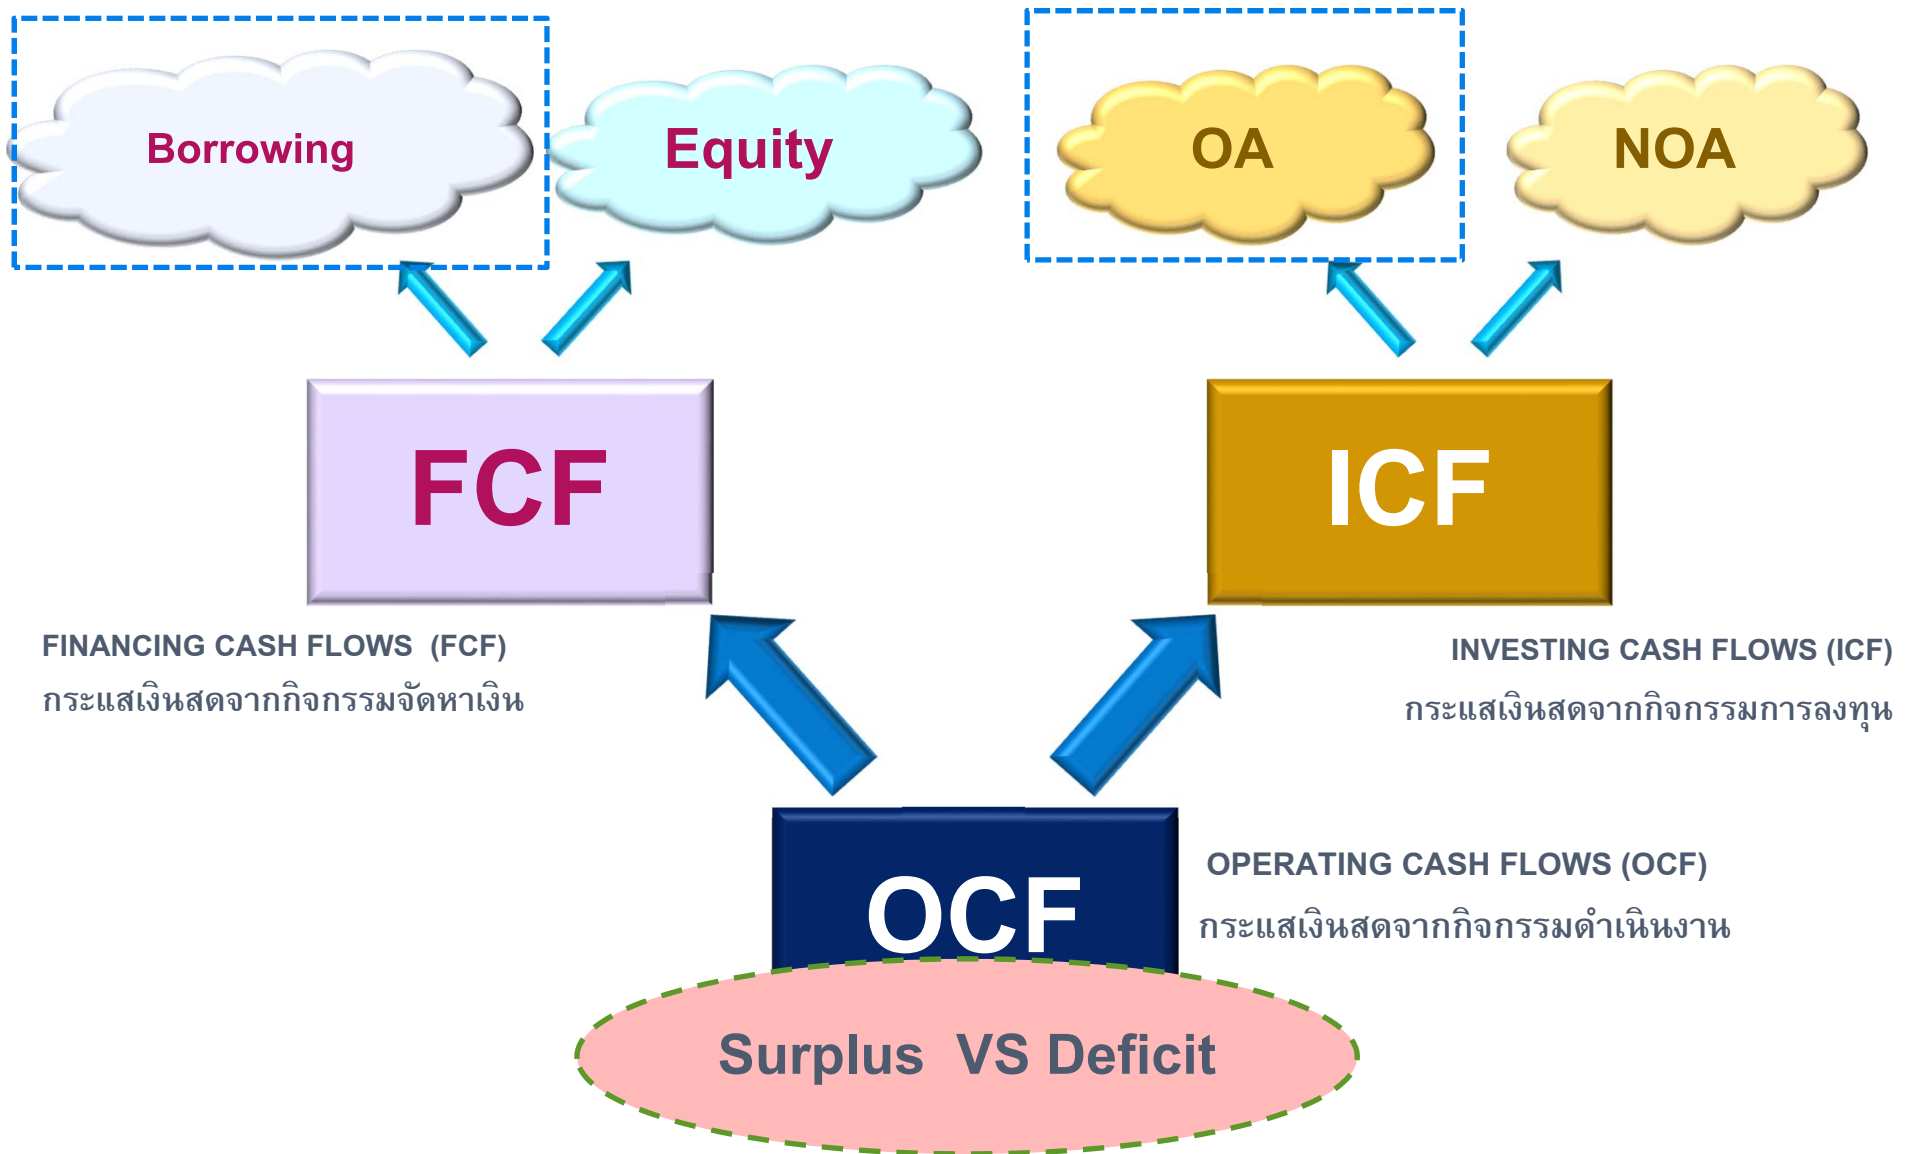 Borrowing
Equity
OA
NOA
FCF
ICF
FINANCING CASH FLOWS (FCF)
กระแสเงินสดจากกิจกรรมจัดหาเงิน
INVESTING CASH FLOWS (ICF)
กระแสเงินสดจากกิจกรรมการลงทุน
OCF
OPERATING CASH FLOWS (OCF)
กระแสเงินสดจากกิจกรรมดำเนินงาน
Surplus VS Deficit